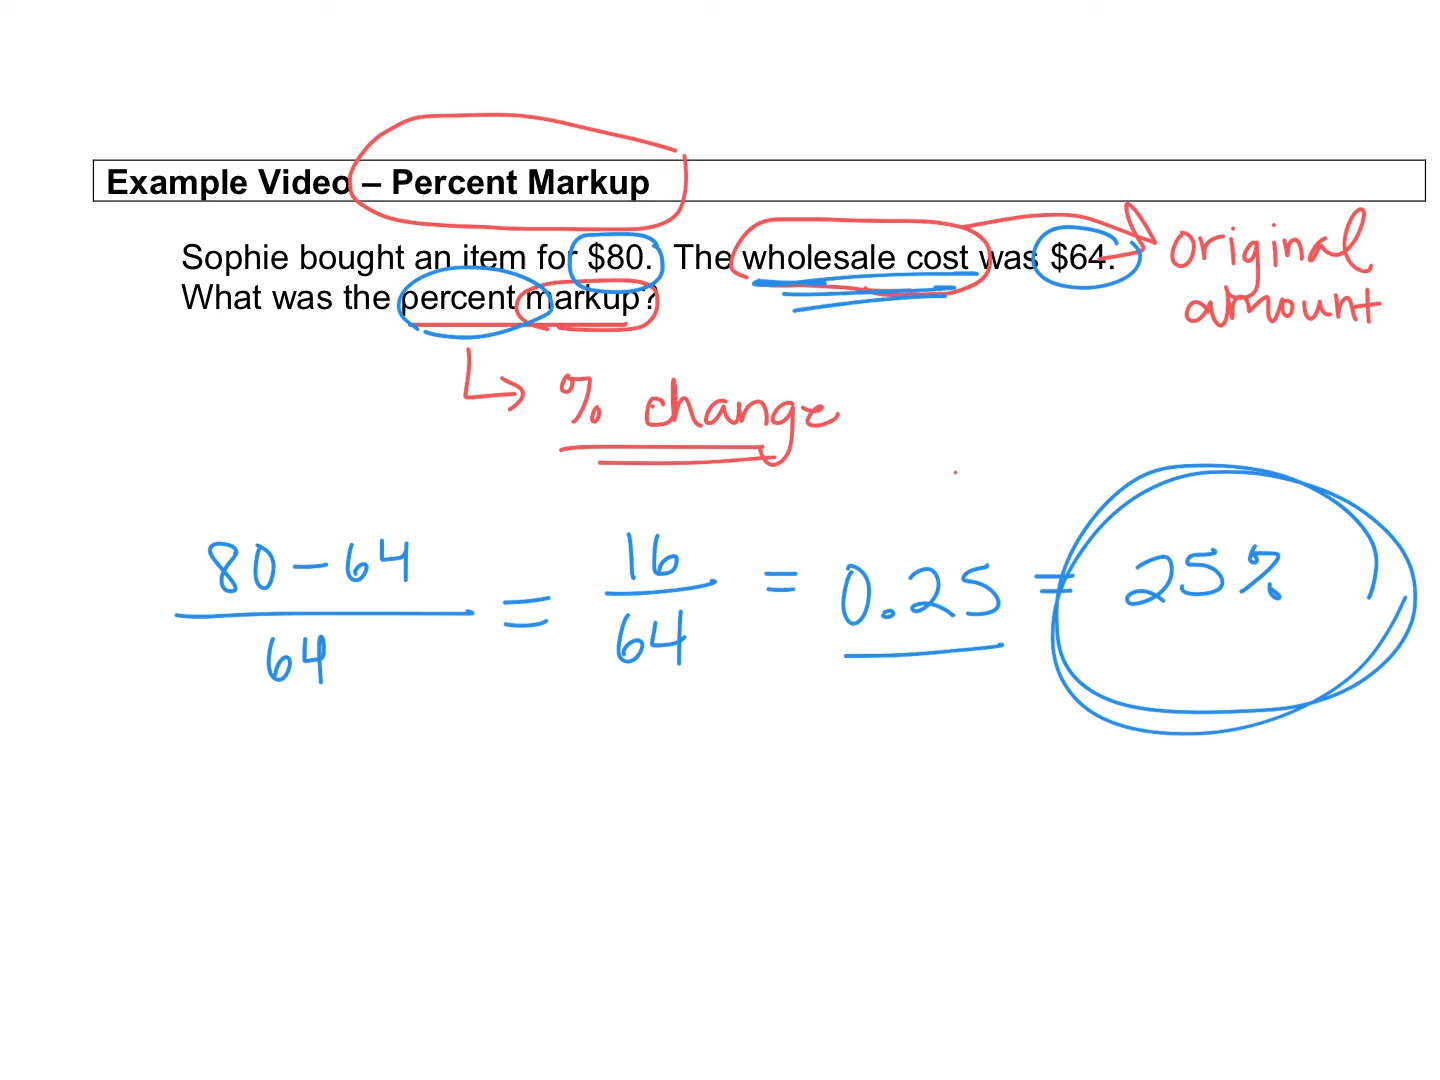 Example Video – Percent Markup
Sophie bought an item for $80. The wholesale cost was $64.
What was the percent markup?
original
amount
% change
80 - 64
64
=
16
64
= 0.25 = 25%